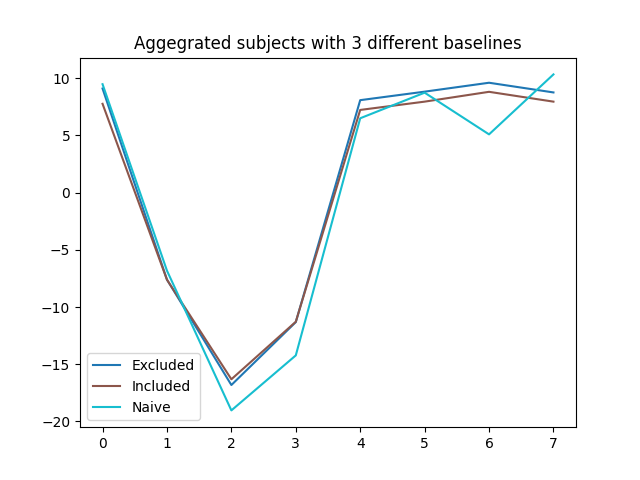 Aggegrated subjects with 3 different baselines
10
5
0
−5
−10
−15
−20
Excluded
Included
Naive
0 1 2 3 4 5 6 7